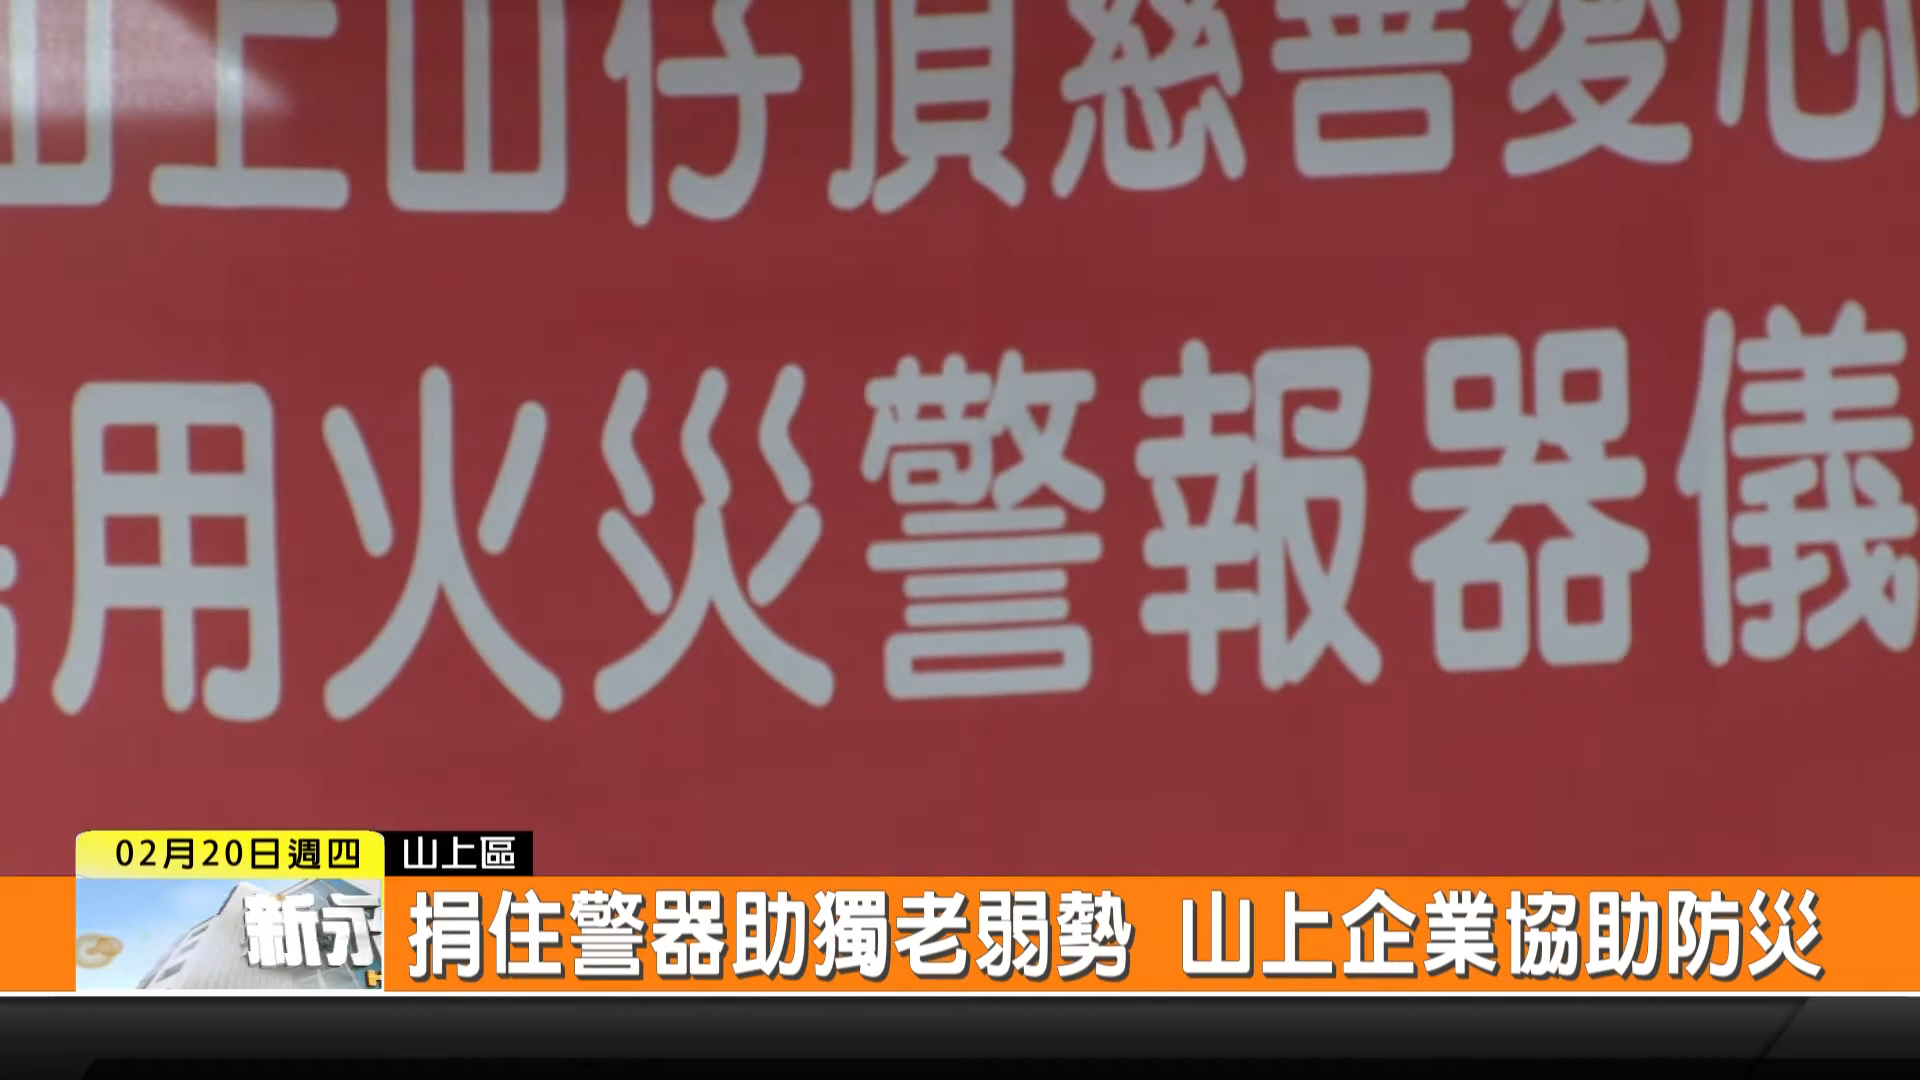 山上山仔頂慈善愛心
用火災警報器儀
02月20日週四
山上區
新永
捐住警器助獨老弱勢 山上企業協助防災